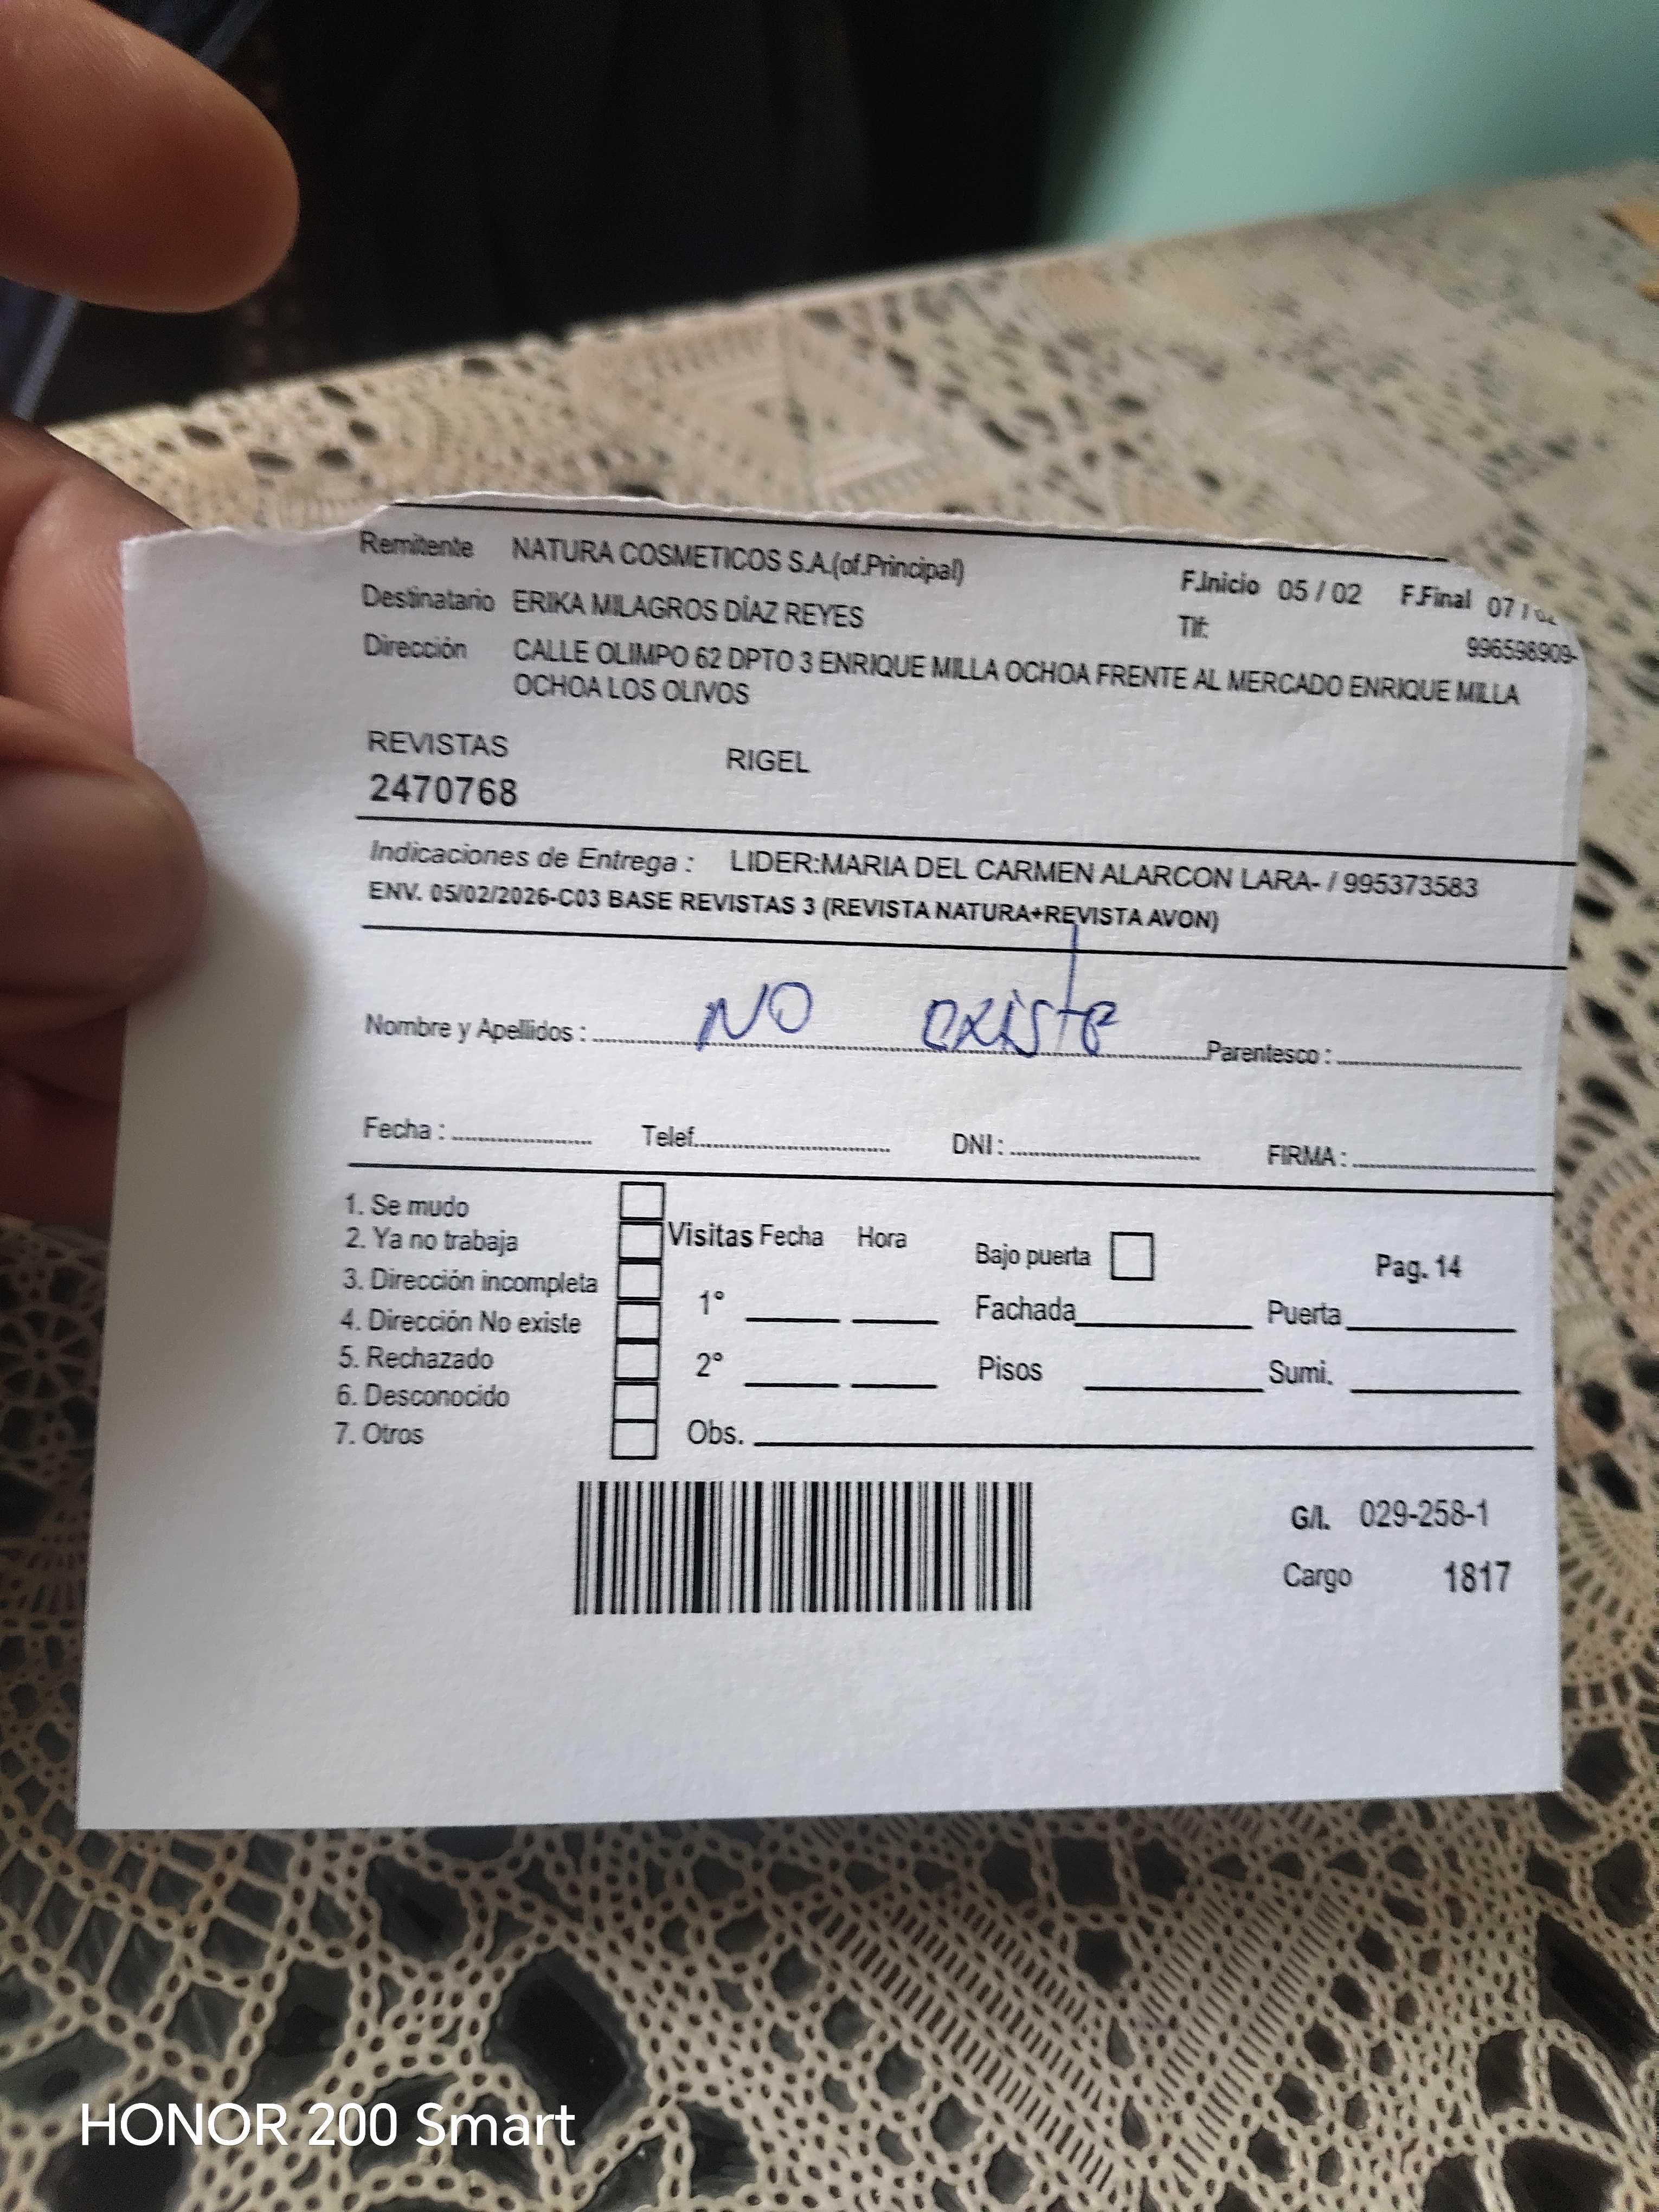 Remitente NATURA COSMETICOS S.A.(of.Principal)
F.Inicio 05 / 02 F.Final 07 /
Destinatario ERIKA MILAGROS DÍAZ REYES
Tlf: 996598909-
Dirección CALLE OLIMPO 62 DPTO 3 ENRIQUE MILLA OCHOA FRENTE AL MERCADO ENRIQUE MILLA
OCHOA LOS OLIVOS
REVISTAS RIGEL
2470768
Indicaciones de Entrega : LIDER:MARIA DEL CARMEN ALARCON LARA- / 995373583
ENV. 05/02/2026-C03 BASE REVISTAS 3 (REVISTA NATURA+REVISTA AVON)
Nombre y Apellidos : NO existe Parentesco :
Fecha : Telef. DNI : FIRMA :
1. Se mudo
2. Ya no trabaja
3. Dirección incompleta
4. Dirección No existe
5. Rechazado
6. Desconocido
7. Otros
Visitas Fecha Hora
1°
2°
Obs.
Bajo puerta Pag. 14
Fachada Puerta
Pisos Sumi.
G/I. 029-258-1
Cargo 1817
HONOR 200 Smart